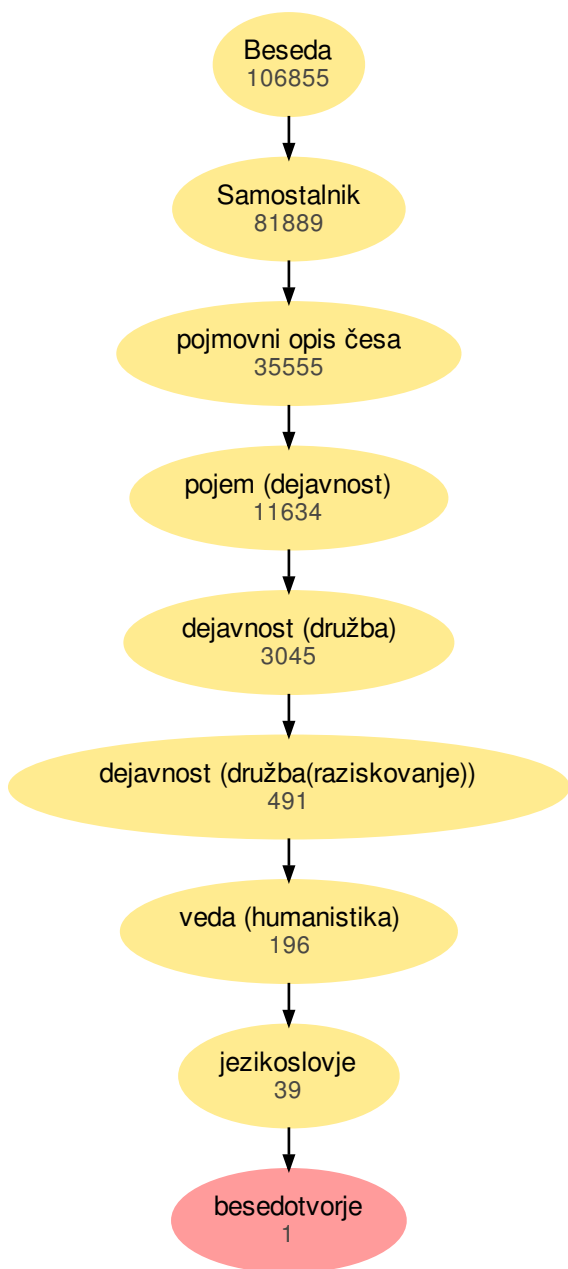 Beseda
106855
Samostalnik
81889
pojmovni opis česa
35555
pojem (dejavnost)
11634
dejavnost (družba)
3045
dejavnost (družba(raziskovanje))
491
veda (humanistika)
196
jezikoslovje
39
besedotvorje
1